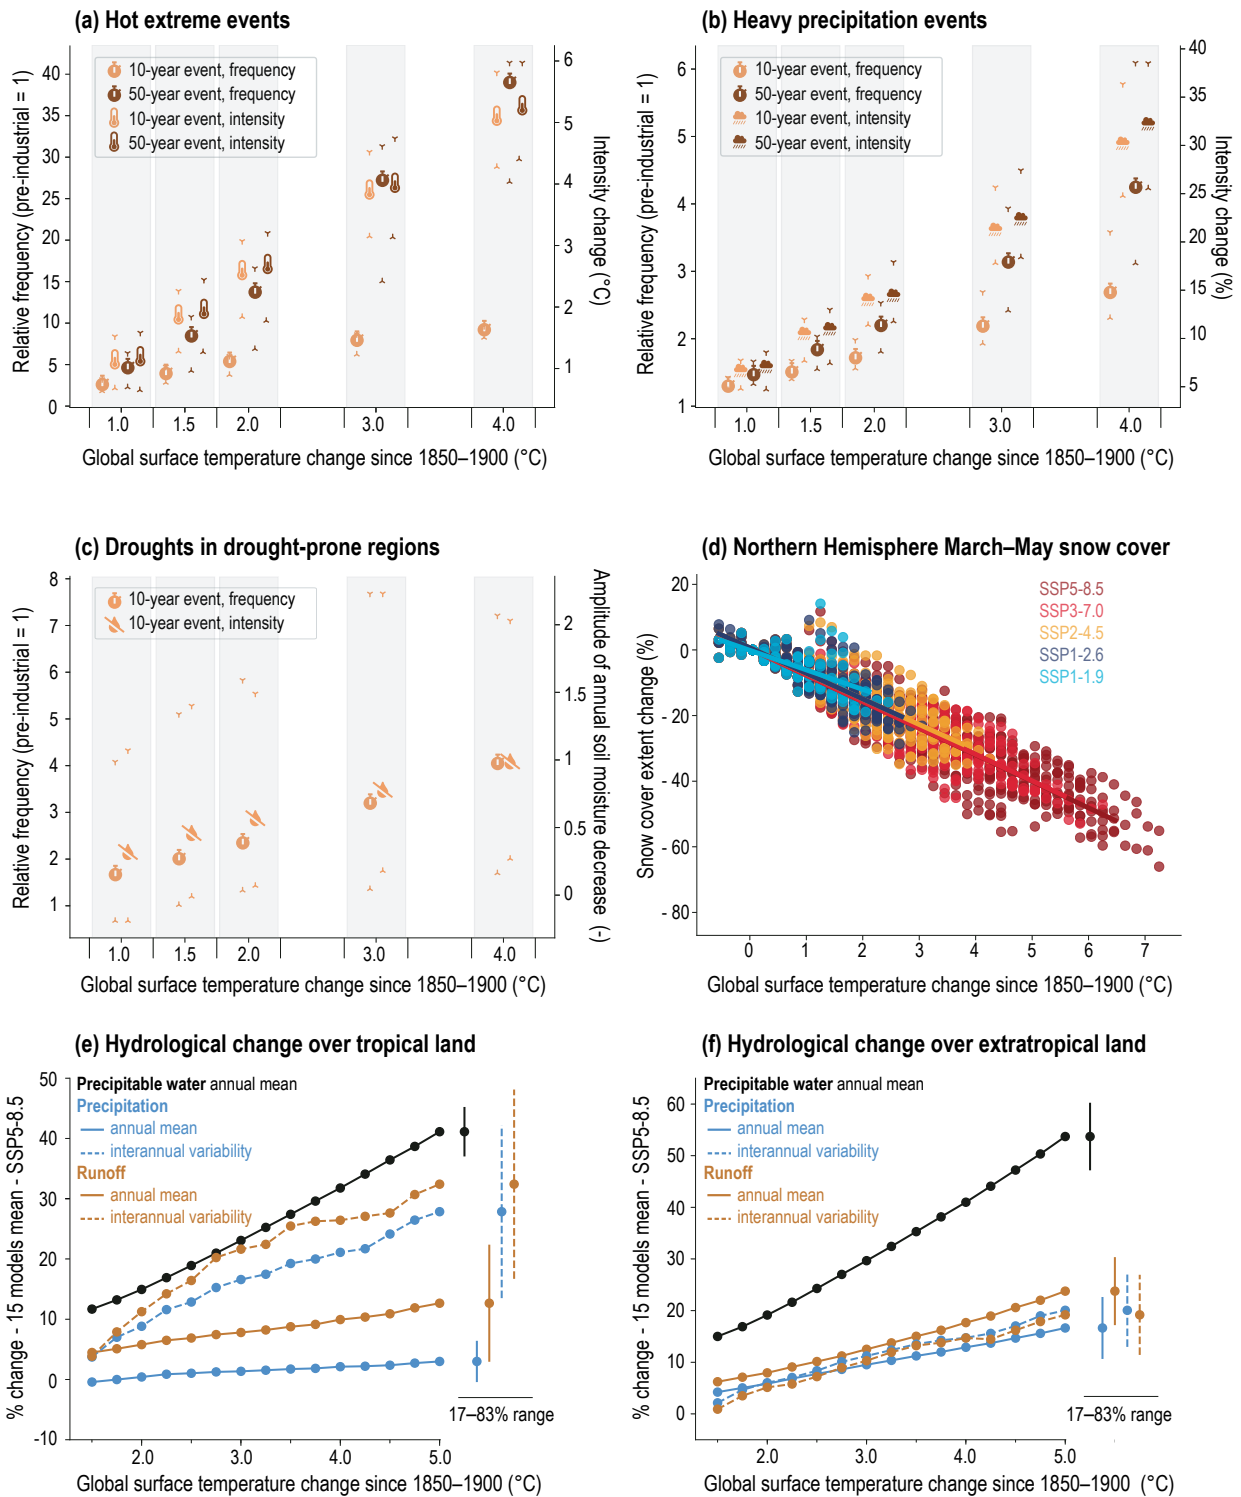 (a) Hot extreme events
10-year event, frequency
50-year event, frequency
10-year event, intensity
50-year event, intensity
Relative frequency (pre-industrial = 1)
40
35
30
25
20
15
10
5
0
Intensity change (°C)
6
5
4
3
2
1
1.0 1.5 2.0 3.0 4.0
Global surface temperature change since 1850–1900 (°C)
(b) Heavy precipitation events
10-year event, frequency
50-year event, frequency
10-year event, intensity
50-year event, intensity
Relative frequency (pre-industrial = 1)
6
5
4
3
2
1
Intensity change (%)
40
35
30
25
20
15
10
5
1.0 1.5 2.0 3.0 4.0
Global surface temperature change since 1850–1900 (°C)
(c) Droughts in drought-prone regions
10-year event, frequency
10-year event, intensity
Relative frequency (pre-industrial = 1)
8
7
6
5
4
3
2
1
Amplitude of annual soil moisture decrease (-)
2
1.5
1
0.5
0
1.0 1.5 2.0 3.0 4.0
Global surface temperature change since 1850–1900 (°C)
(d) Northern Hemisphere March–May snow cover
SSP5-8.5
SSP3-7.0
SSP2-4.5
SSP1-2.6
SSP1-1.9
Snow cover extent change (%)
20
0
- 20
- 40
- 60
- 80
0 1 2 3 4 5 6 7
Global surface temperature change since 1850–1900 (°C)
(e) Hydrological change over tropical land
Precipitable water annual mean
Precipitation
annual mean
interannual variability
Runoff
annual mean
interannual variability
% change - 15 models mean - SSP5-8.5
50
40
30
20
10
0
-10
17–83% range
2.0 3.0 4.0 5.0
Global surface temperature change since 1850–1900 (°C)
(f) Hydrological change over extratropical land
Precipitable water annual mean
Precipitation
annual mean
interannual variability
Runoff
annual mean
interannual variability
% change - 15 models mean - SSP5-8.5
60
50
40
30
20
10
0
17–83% range
2.0 3.0 4.0 5.0
Global surface temperature change since 1850–1900 (°C)